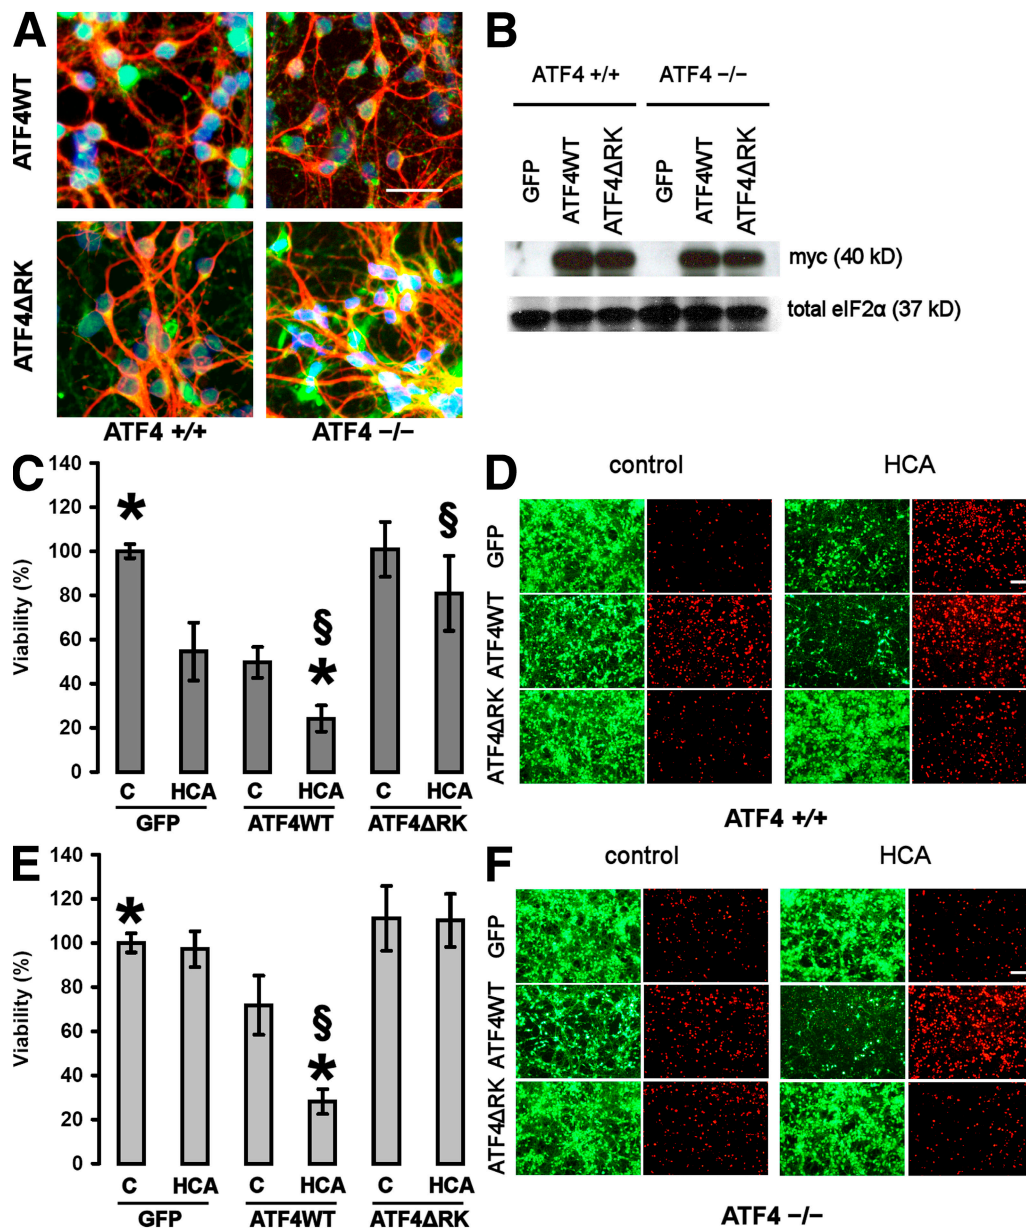 A
ATF4WT
ATF4ΔRK
ATF4 +/+
ATF4 –/–
B
ATF4 +/+
ATF4 –/–
GFP
ATF4WT
ATF4ΔRK
GFP
ATF4WT
ATF4ΔRK
myc (40 kD)
total eIF2α (37 kD)
C
Viability (%)
140
120
100
80
60
40
20
0
*
§
*
§
C
HCA
C
HCA
C
HCA
GFP
ATF4WT
ATF4ΔRK
D
control
HCA
GFP
ATF4WT
ATF4ΔRK
ATF4 +/+
E
Viability (%)
140
120
100
80
60
40
20
0
*
§
*
C
HCA
C
HCA
C
HCA
GFP
ATF4WT
ATF4ΔRK
F
control
HCA
GFP
ATF4WT
ATF4ΔRK
ATF4 –/–